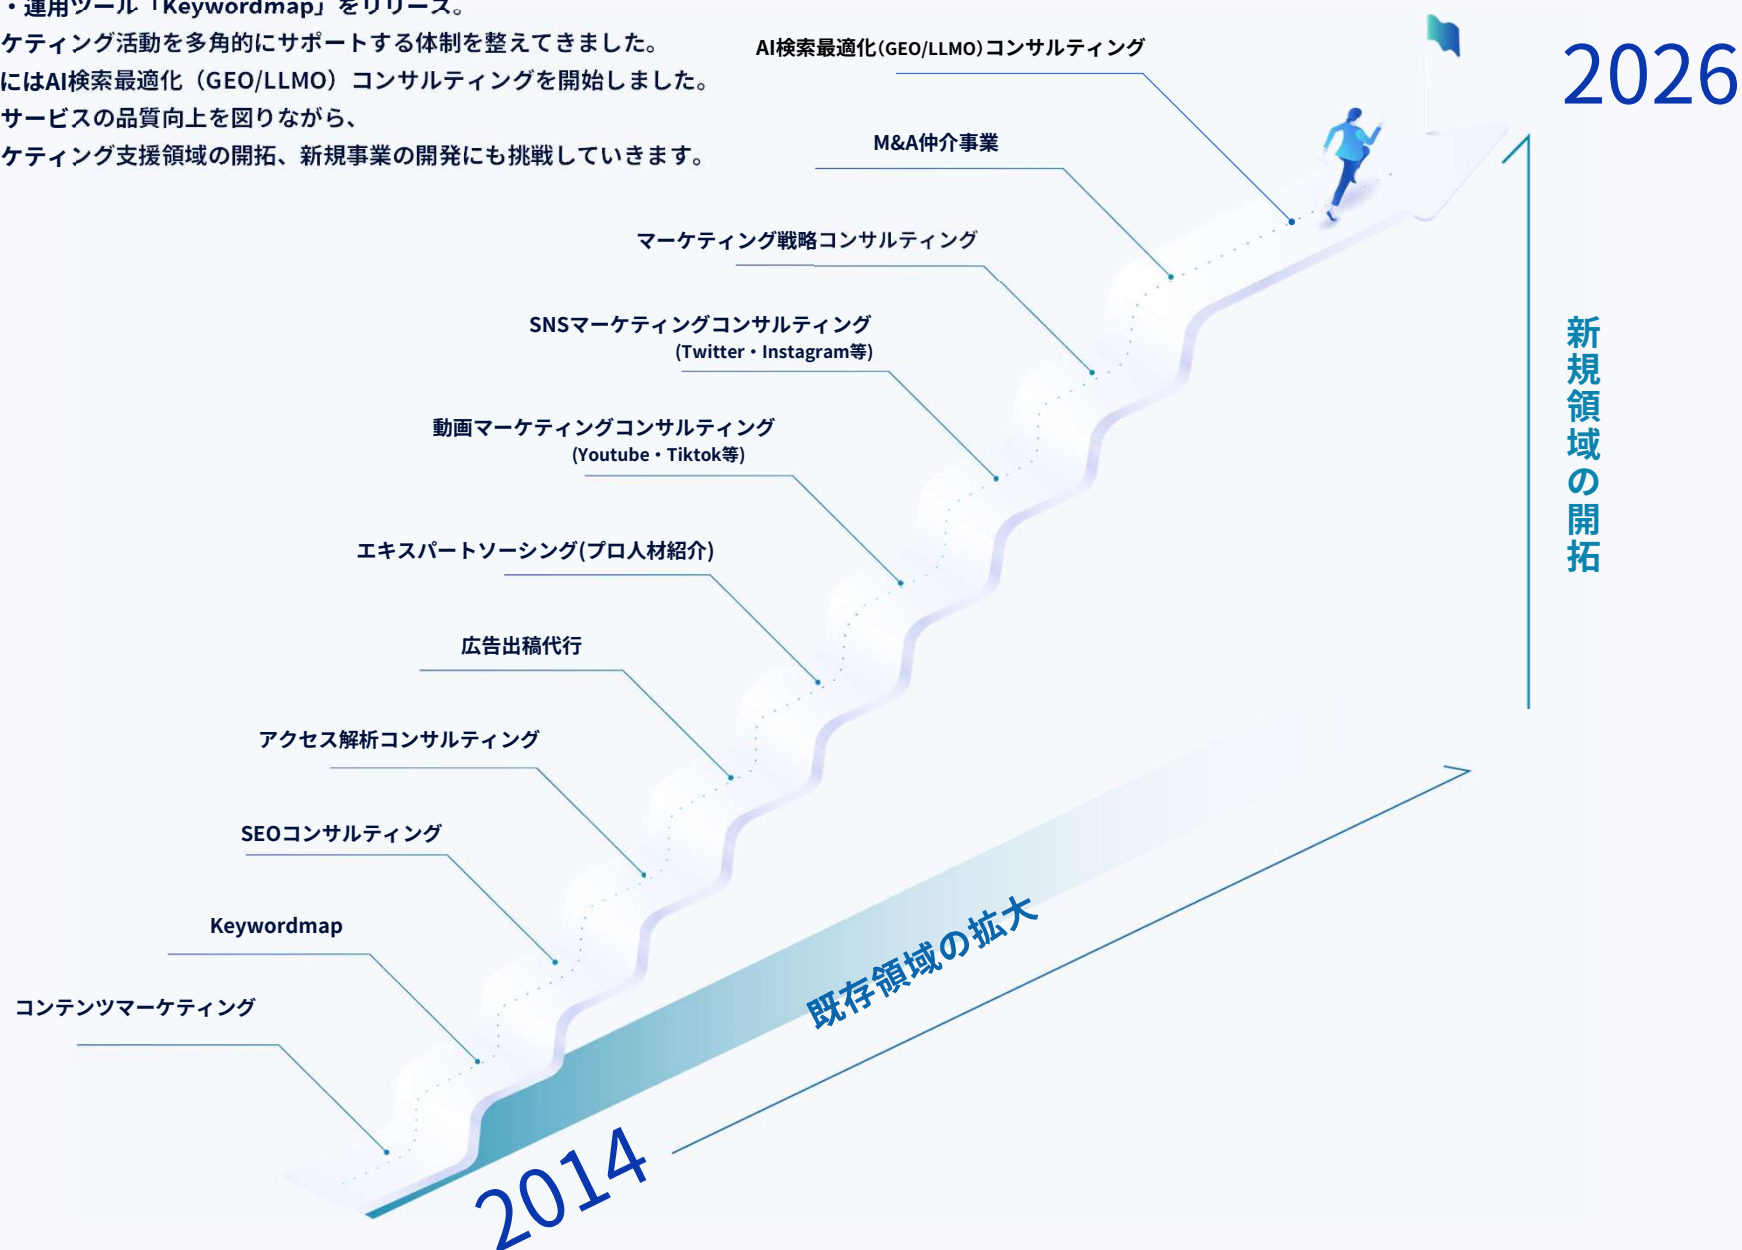 ・運用ツール「Keywordmap」をリリース。
ケティング活動を多角的にサポートする体制を整えてきました。
にはAI検索最適化（GEO/LLMO）コンサルティングを開始しました。
サービスの品質向上を図りながら、
ケティング支援領域の開拓、新規事業の開発にも挑戦していきます。
AI検索最適化(GEO/LLMO)コンサルティング
2026
M&A仲介事業
マーケティング戦略コンサルティング
SNSマーケティングコンサルティング
(Twitter・Instagram等)
新規領域の開拓
動画マーケティングコンサルティング
(Youtube・Tiktok等)
エキスパートソーシング(プロ人材紹介)
広告出稿代行
アクセス解析コンサルティング
SEOコンサルティング
Keywordmap
既存領域の拡大
コンテンツマーケティング
2014